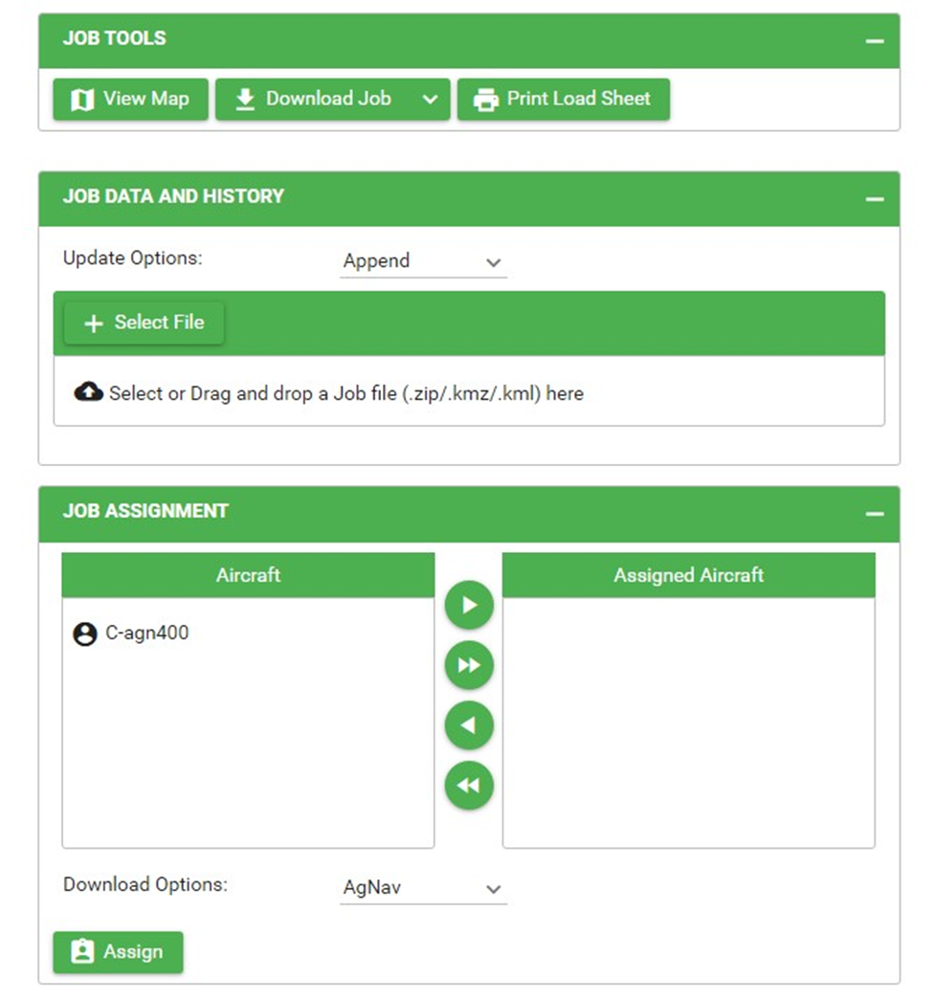 JOB TOOLS
View Map
Download Job
Print Load Sheet
JOB DATA AND HISTORY
Update Options:
Append
Select File
Select or Drag and drop a Job file (.zip/.kmz/.kml) here
JOB ASSIGNMENT
Aircraft
Assigned Aircraft
C-agn400
Download Options:
AgNav
Assign